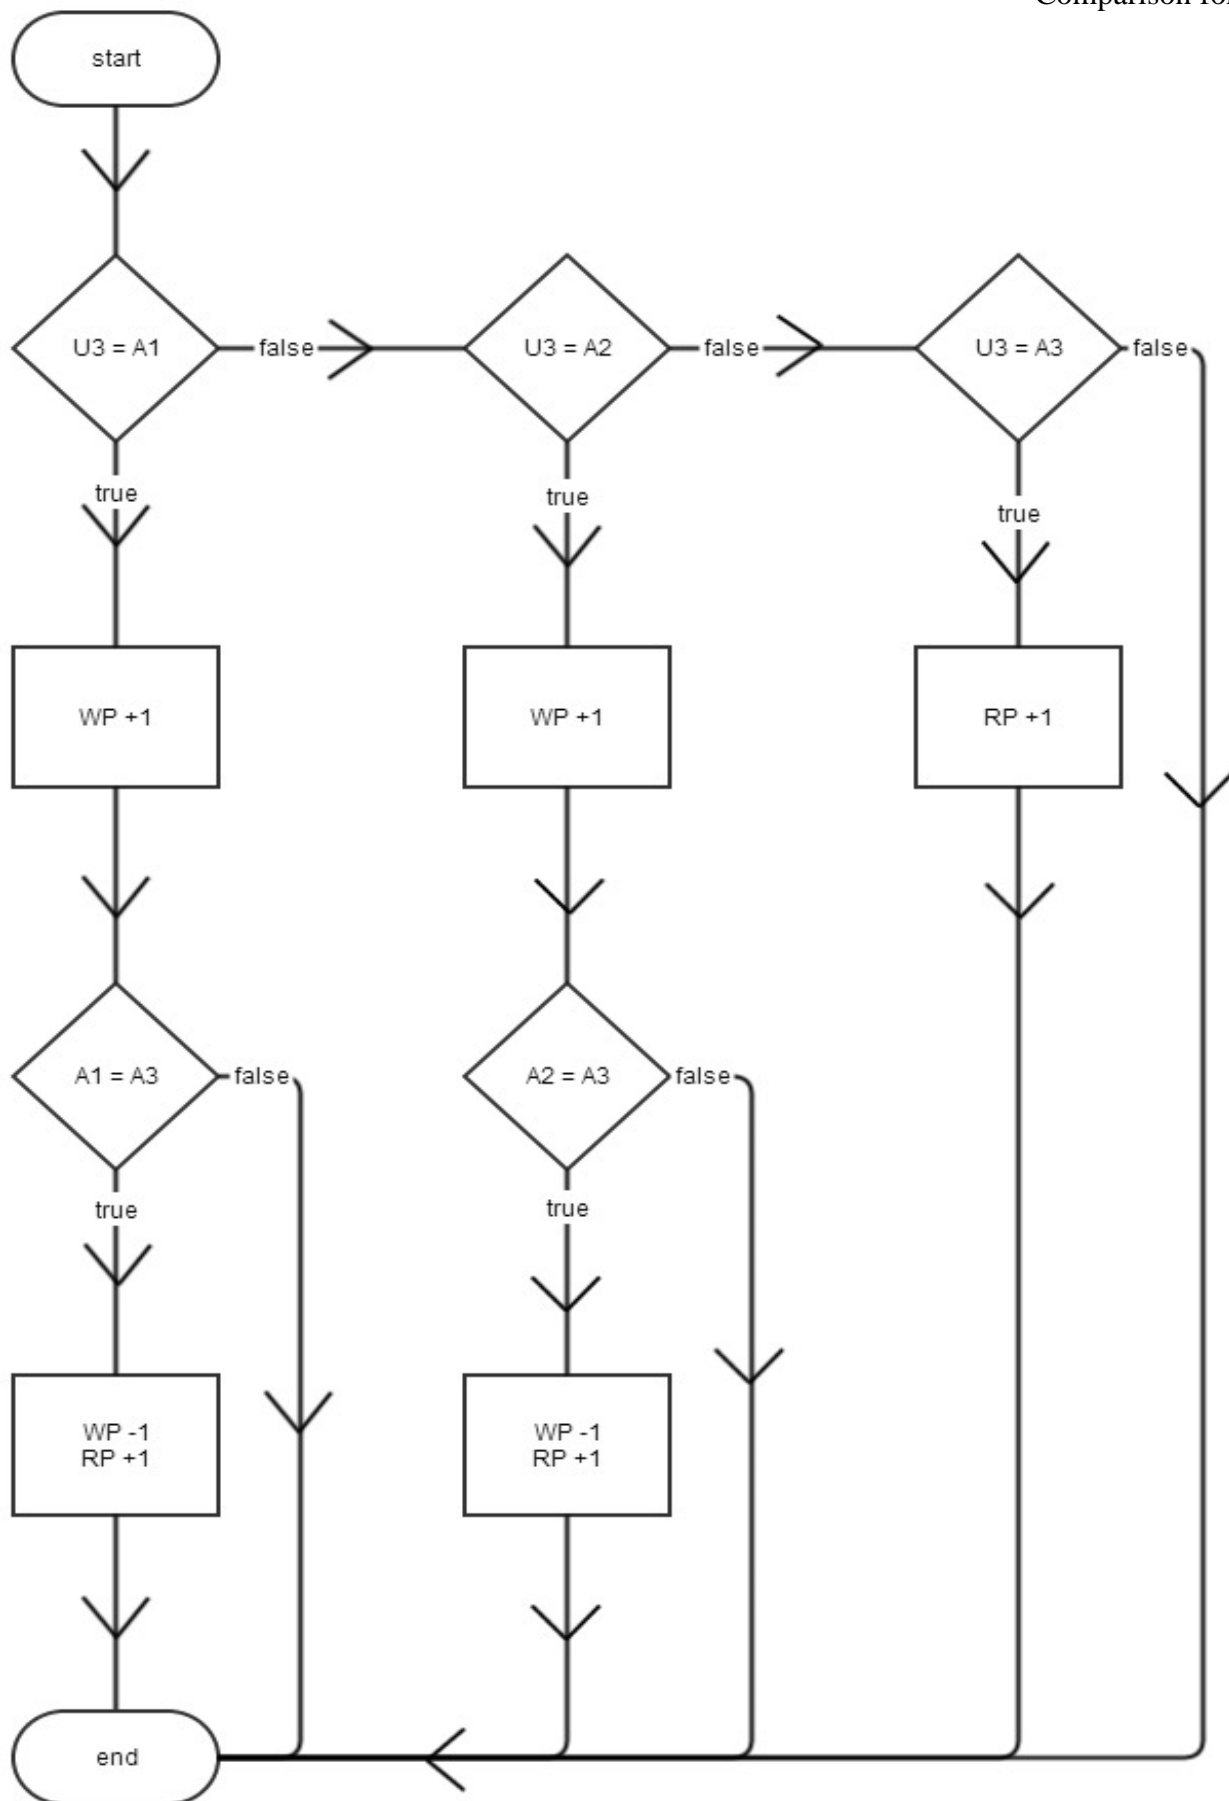 Comparison
start
U3 = A1
false
U3 = A2
false
U3 = A3
false
true
true
true
WP +1
WP +1
RP +1
A1 = A3
false
A2 = A3
false
true
true
WP -1
RP +1
WP -1
RP +1
end